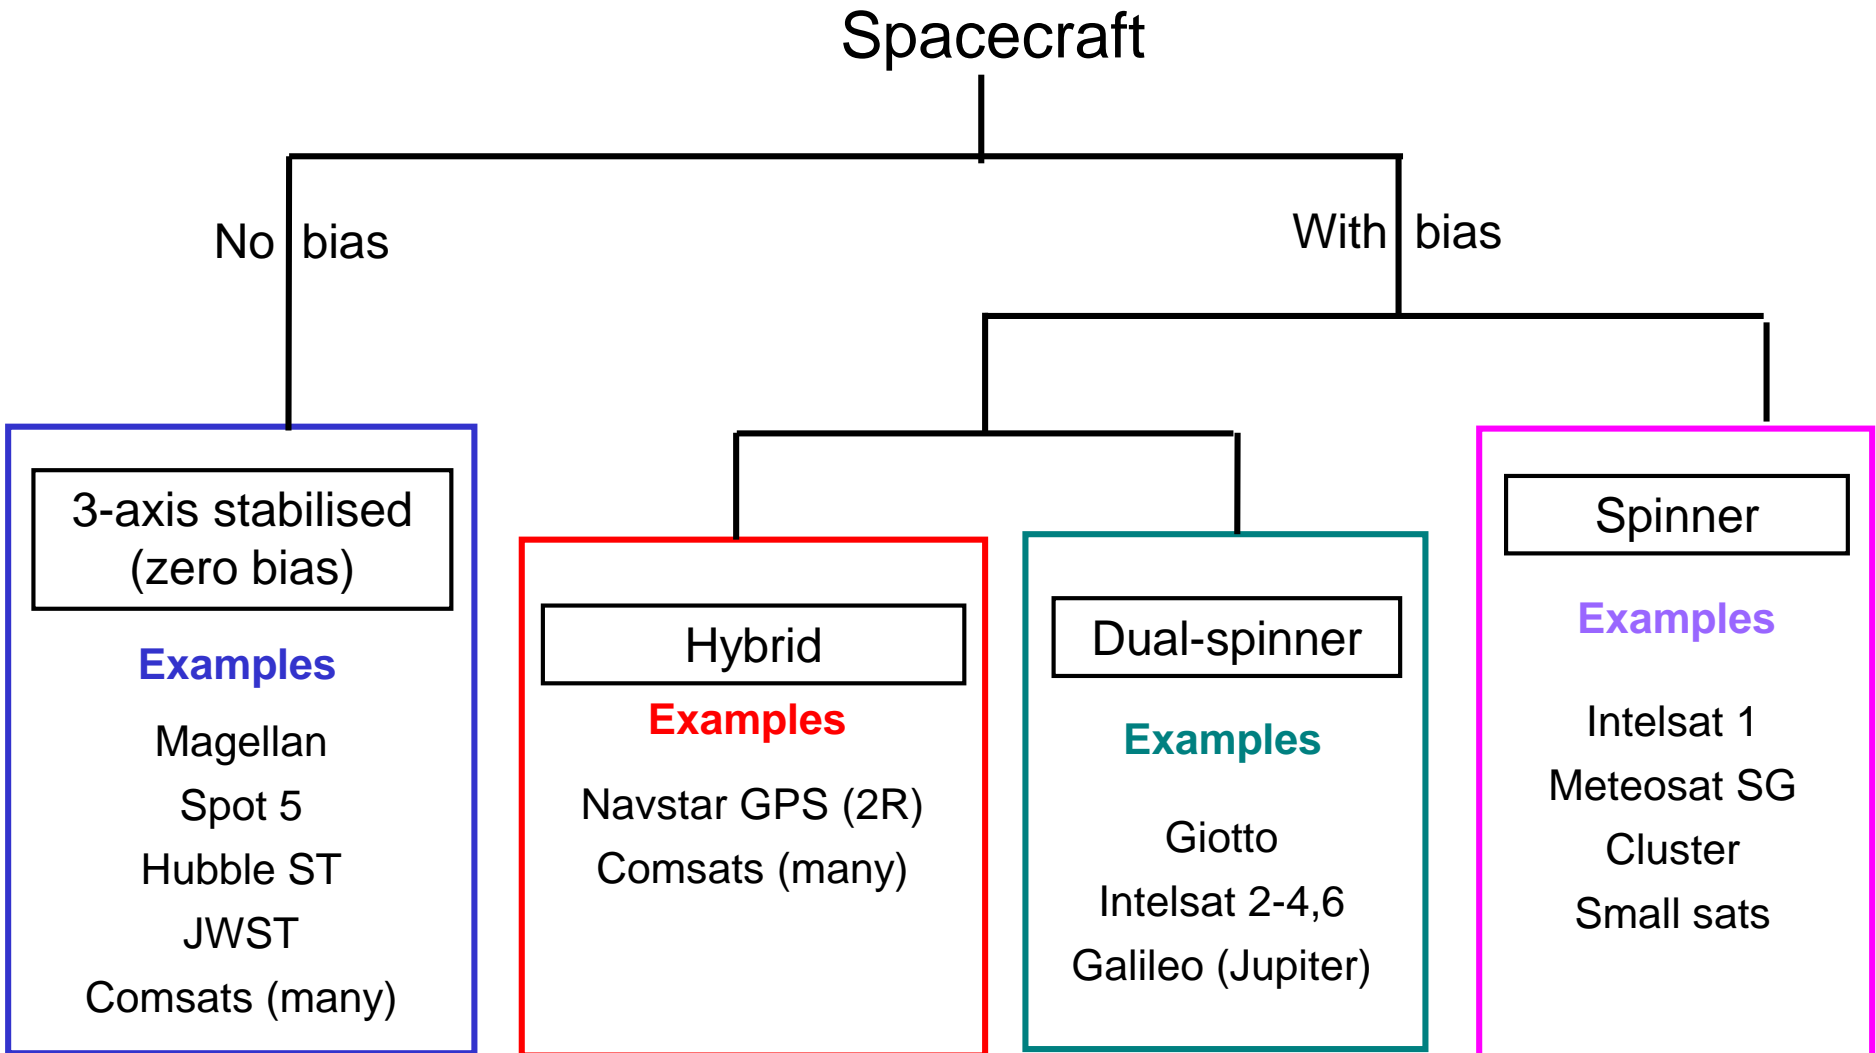 Spacecraft
No bias
With bias
3-axis stabilised
(zero bias)
Examples
Magellan
Spot 5
Hubble ST
JWST
Comsats (many)
Hybrid
Examples
Navstar GPS (2R)
Comsats (many)
Dual-spinner
Examples
Giotto
Intelsat 2-4,6
Galileo (Jupiter)
Spinner
Examples
Intelsat 1
Meteosat SG
Cluster
Small sats